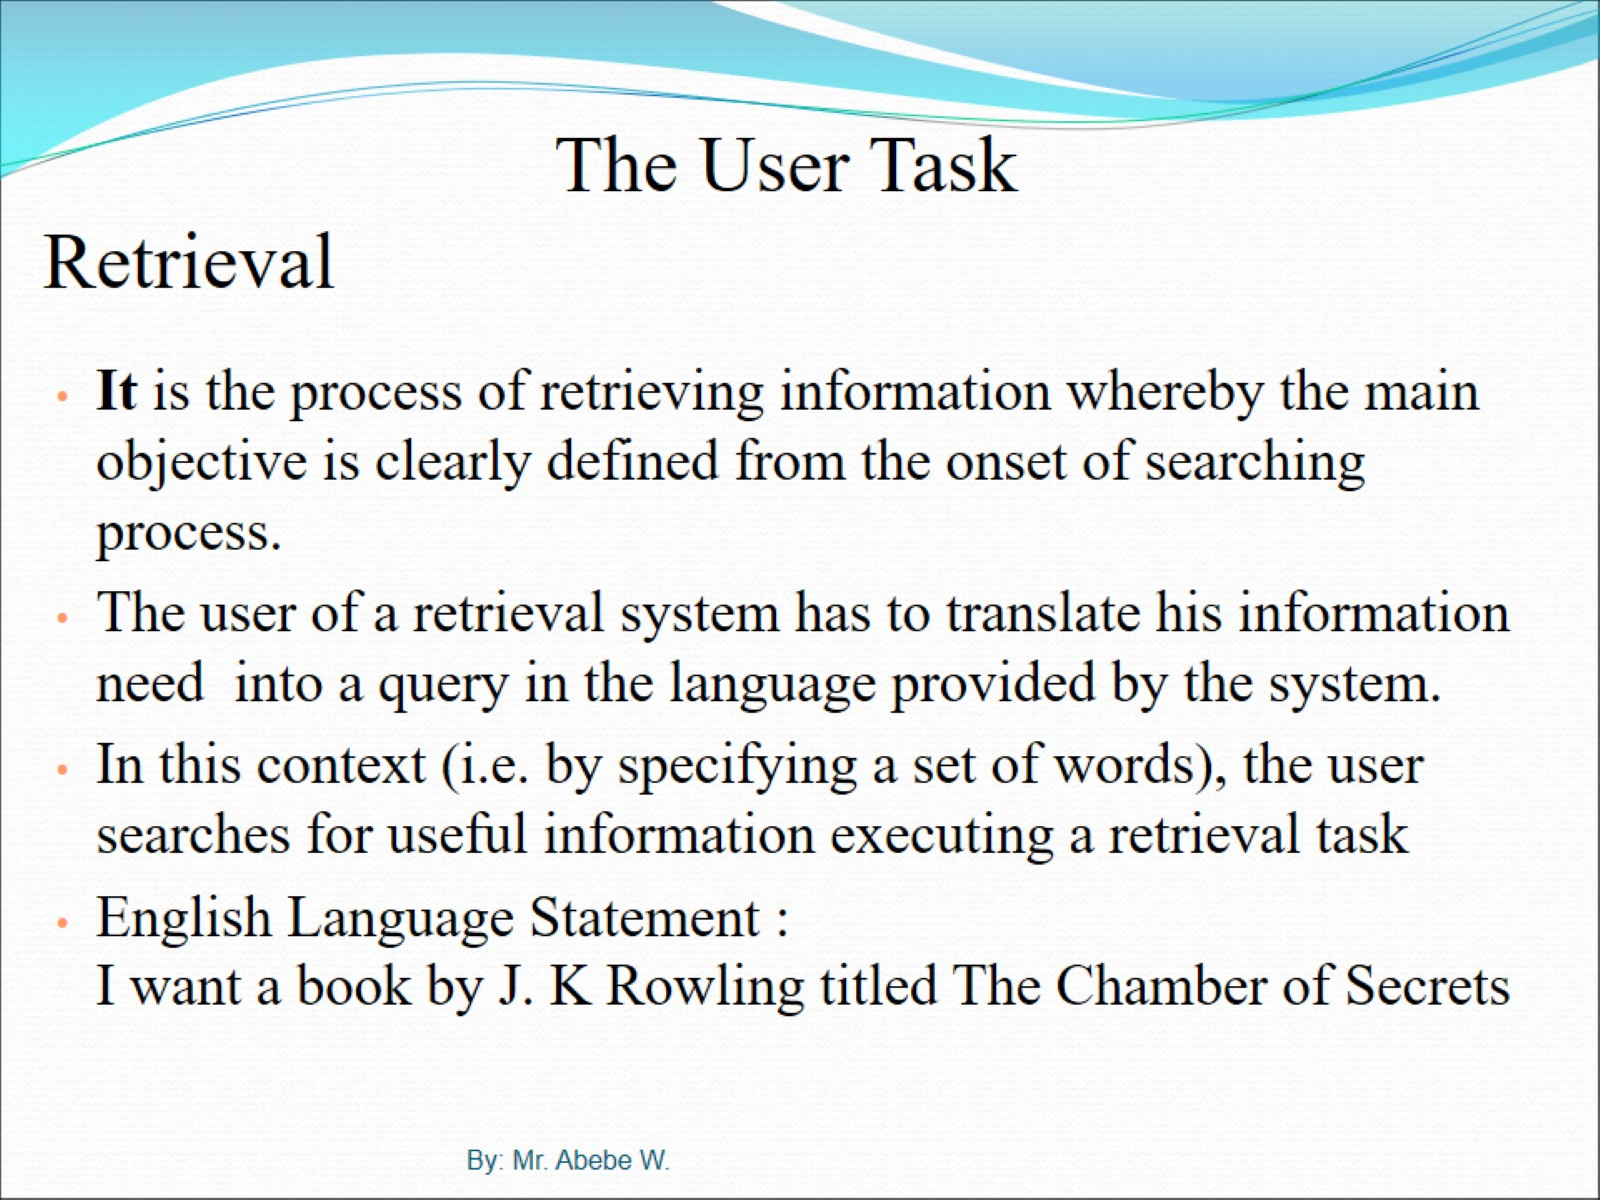 The User Task
Retrieval
• It is the process of retrieving information whereby the main
objective is clearly defined from the onset of searching
process.
• The user of a retrieval system has to translate his information
need  into a query in the language provided by the system.
• In this context (i.e. by specifying a set of words), the user
searches for useful information executing a retrieval task
• English Language Statement :
I want a book by J. K Rowling titled The Chamber of Secrets
By: Mr. Abebe W.